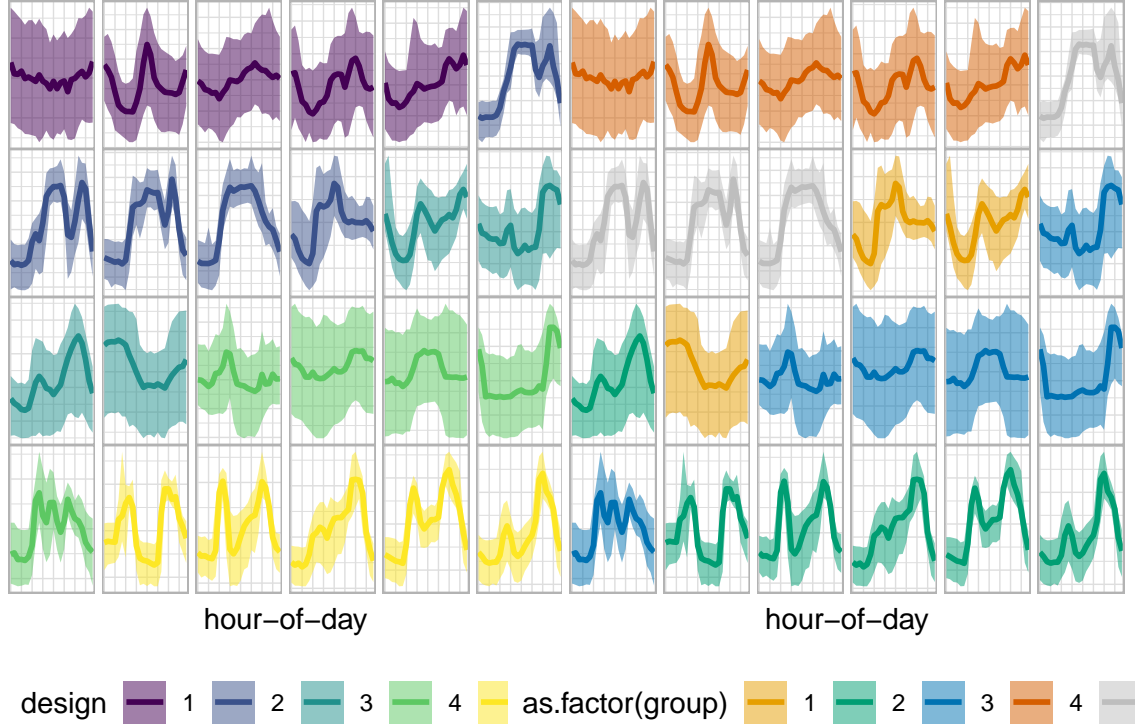 hour−of−day hour−of−day
design 1 2 3 4 as.factor(group) 1 2 3 4